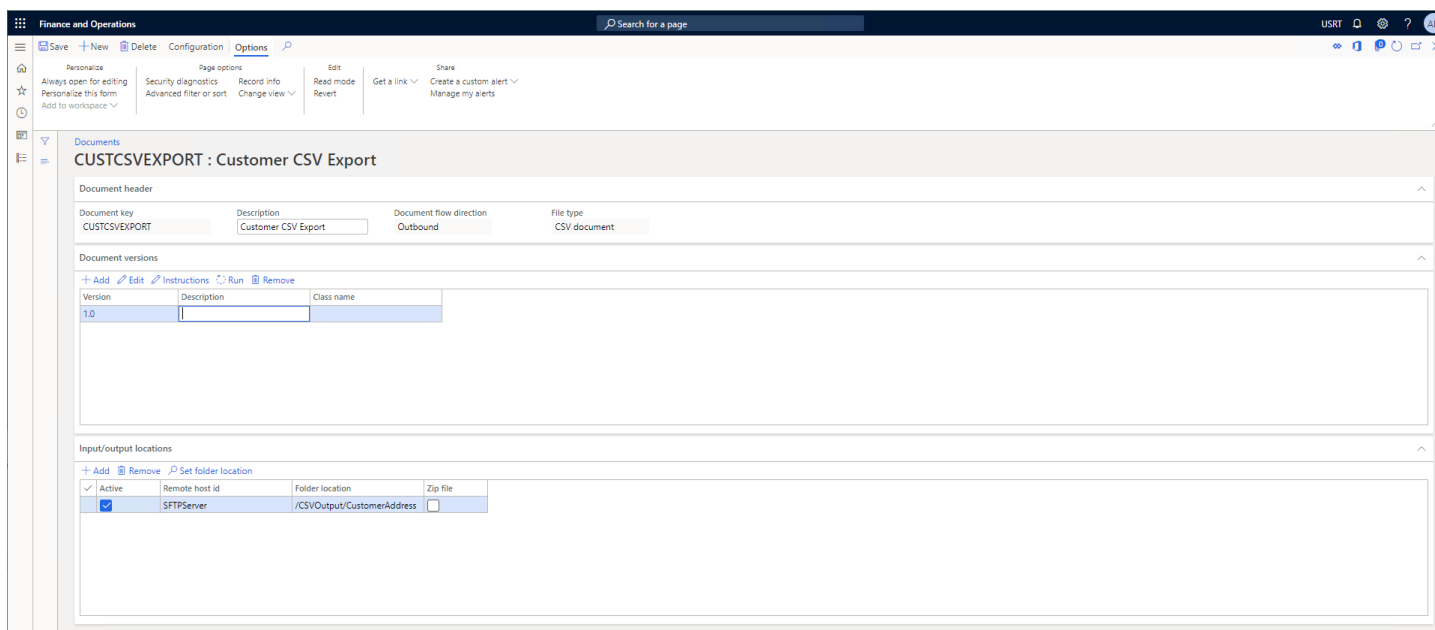 Finance and Operations
Search for a page
USRT
Save New Delete Configuration Options
Personalize Page options Edit Share
Always open for editing Security diagnostics Record info Read mode Get a link Create a custom alert
Personalize this form Advanced filter or sort Change view Revert Manage my alerts
Add to workspace
Documents
CUSTCSVEXPORT : Customer CSV Export
Document header
Document key Description Document flow direction File type
CUSTCSVEXPORT Customer CSV Export Outbound CSV document
Document versions
Add Edit Instructions Run Remove
Version Description Class name
1.0
Input/output locations
Add Remove Set folder location
Active Remote host id Folder location Zip file
SFTPServer /CSVOutput/CustomerAddress